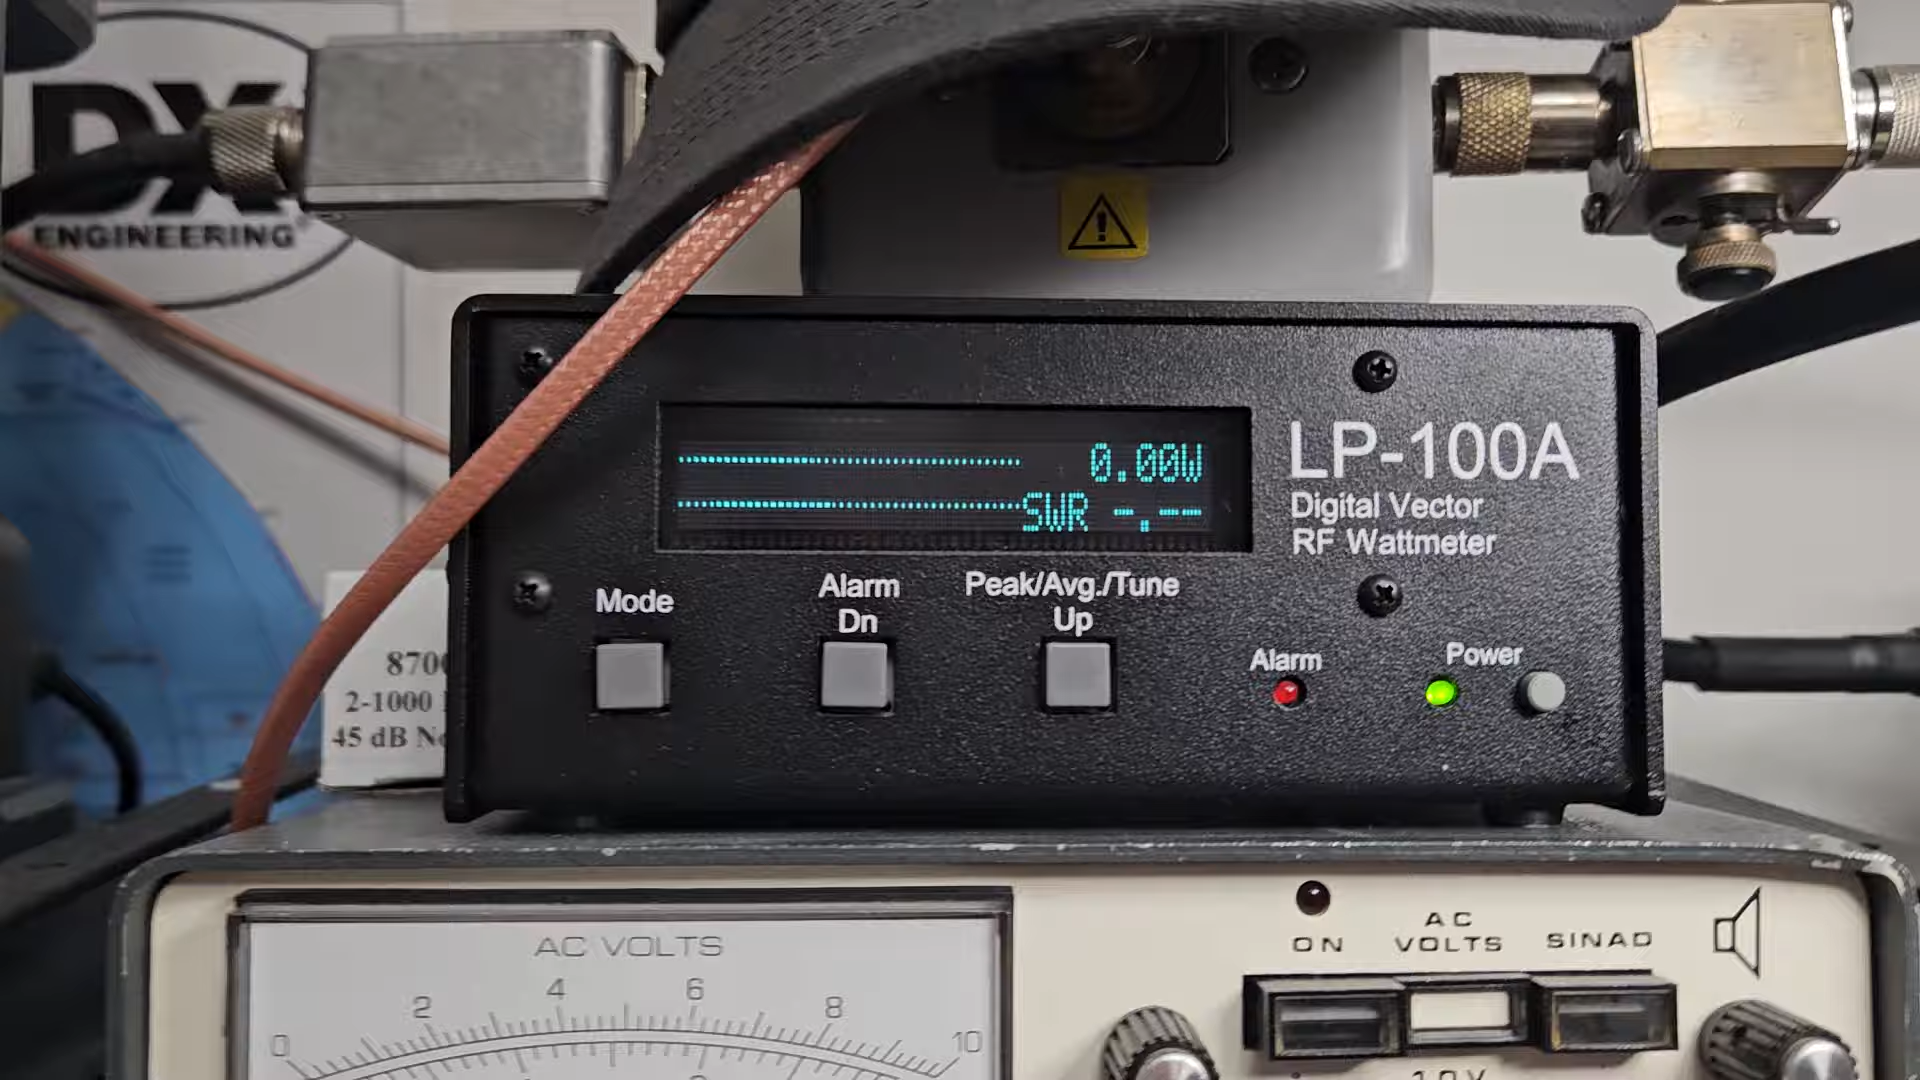 DX
ENGINEERING
0.00W
SWR -.--
LP-100A
Digital Vector
RF Wattmeter
Mode
Alarm
Dn
Peak/Avg./Tune
Up
Alarm
Power
2-1000
45 dB
AC VOLTS
0 2 4 6 8 10
ON
AC
VOLTS
SINAD